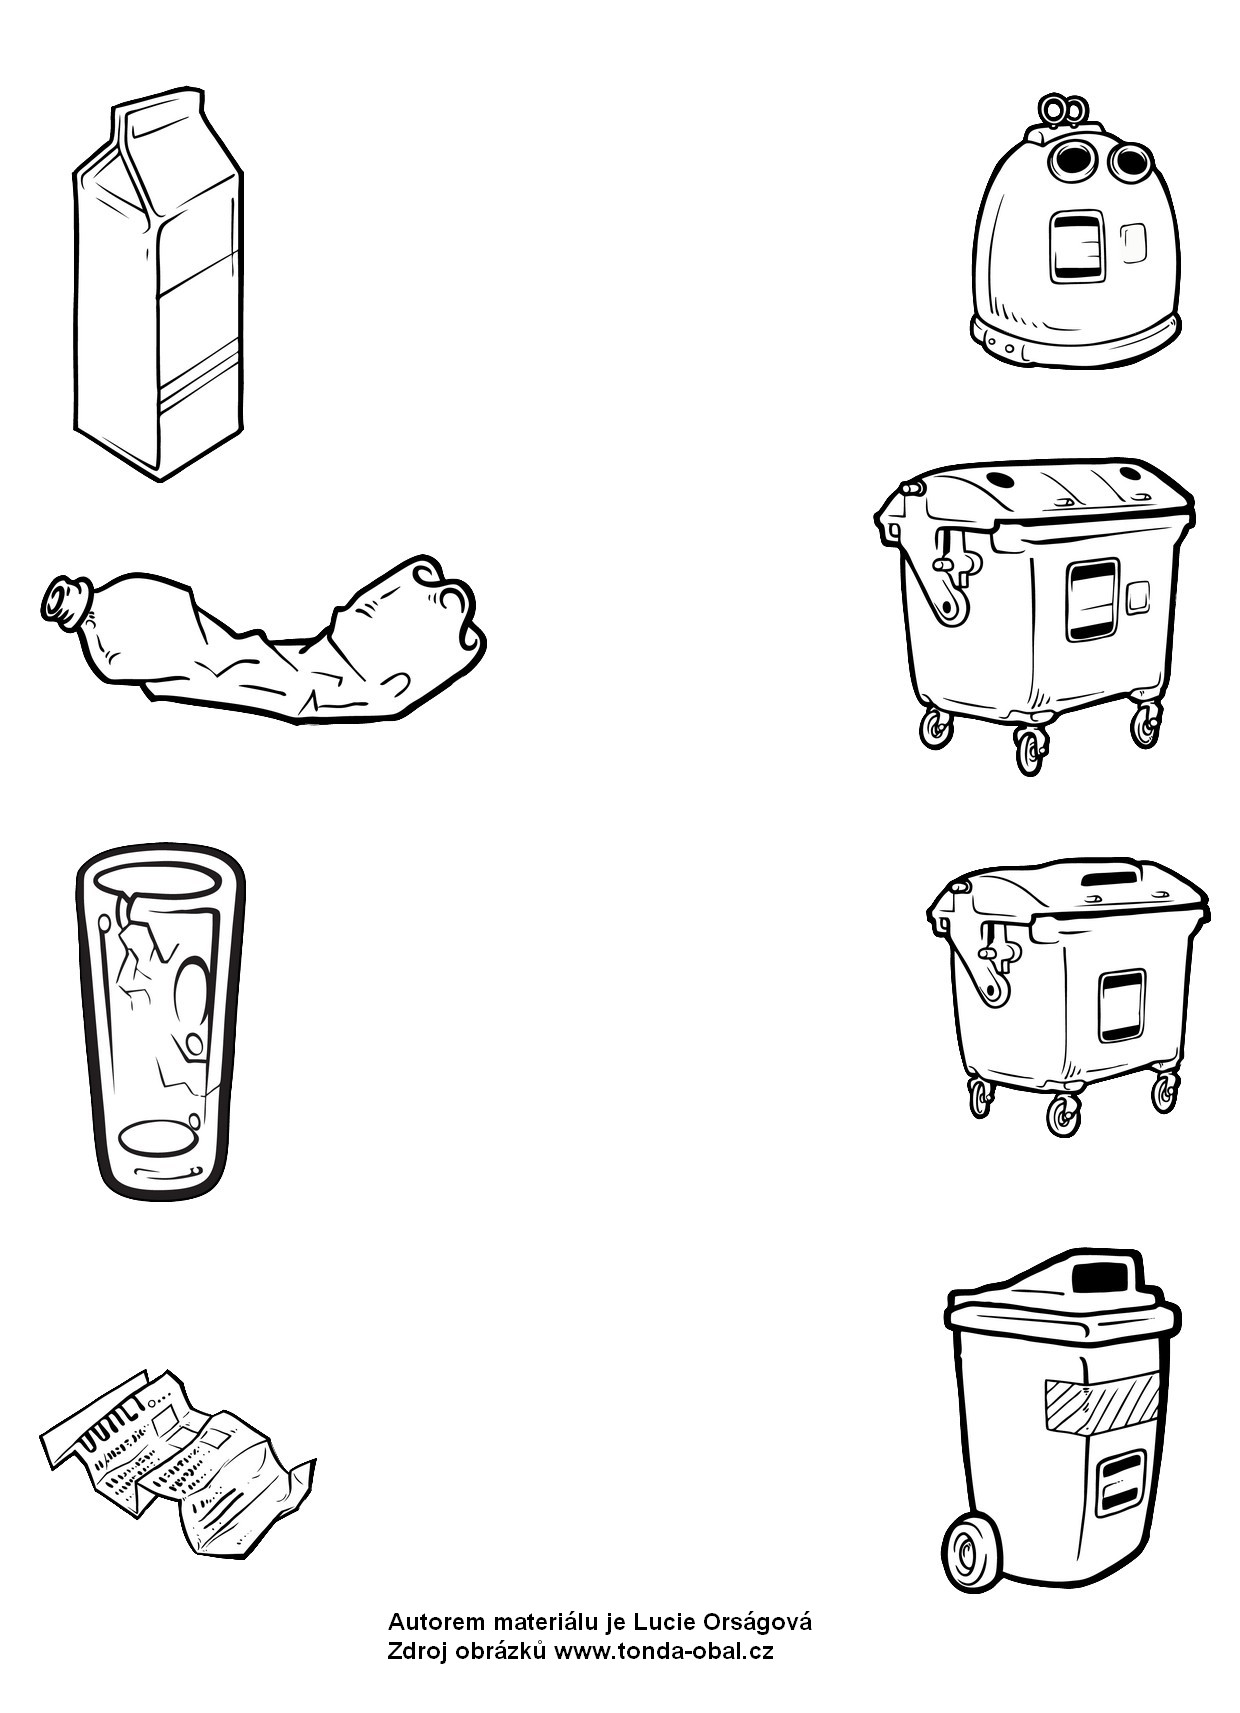 Autorem materiálu je Lucie Orságová
Zdroj obrázků www.tonda-obal.cz